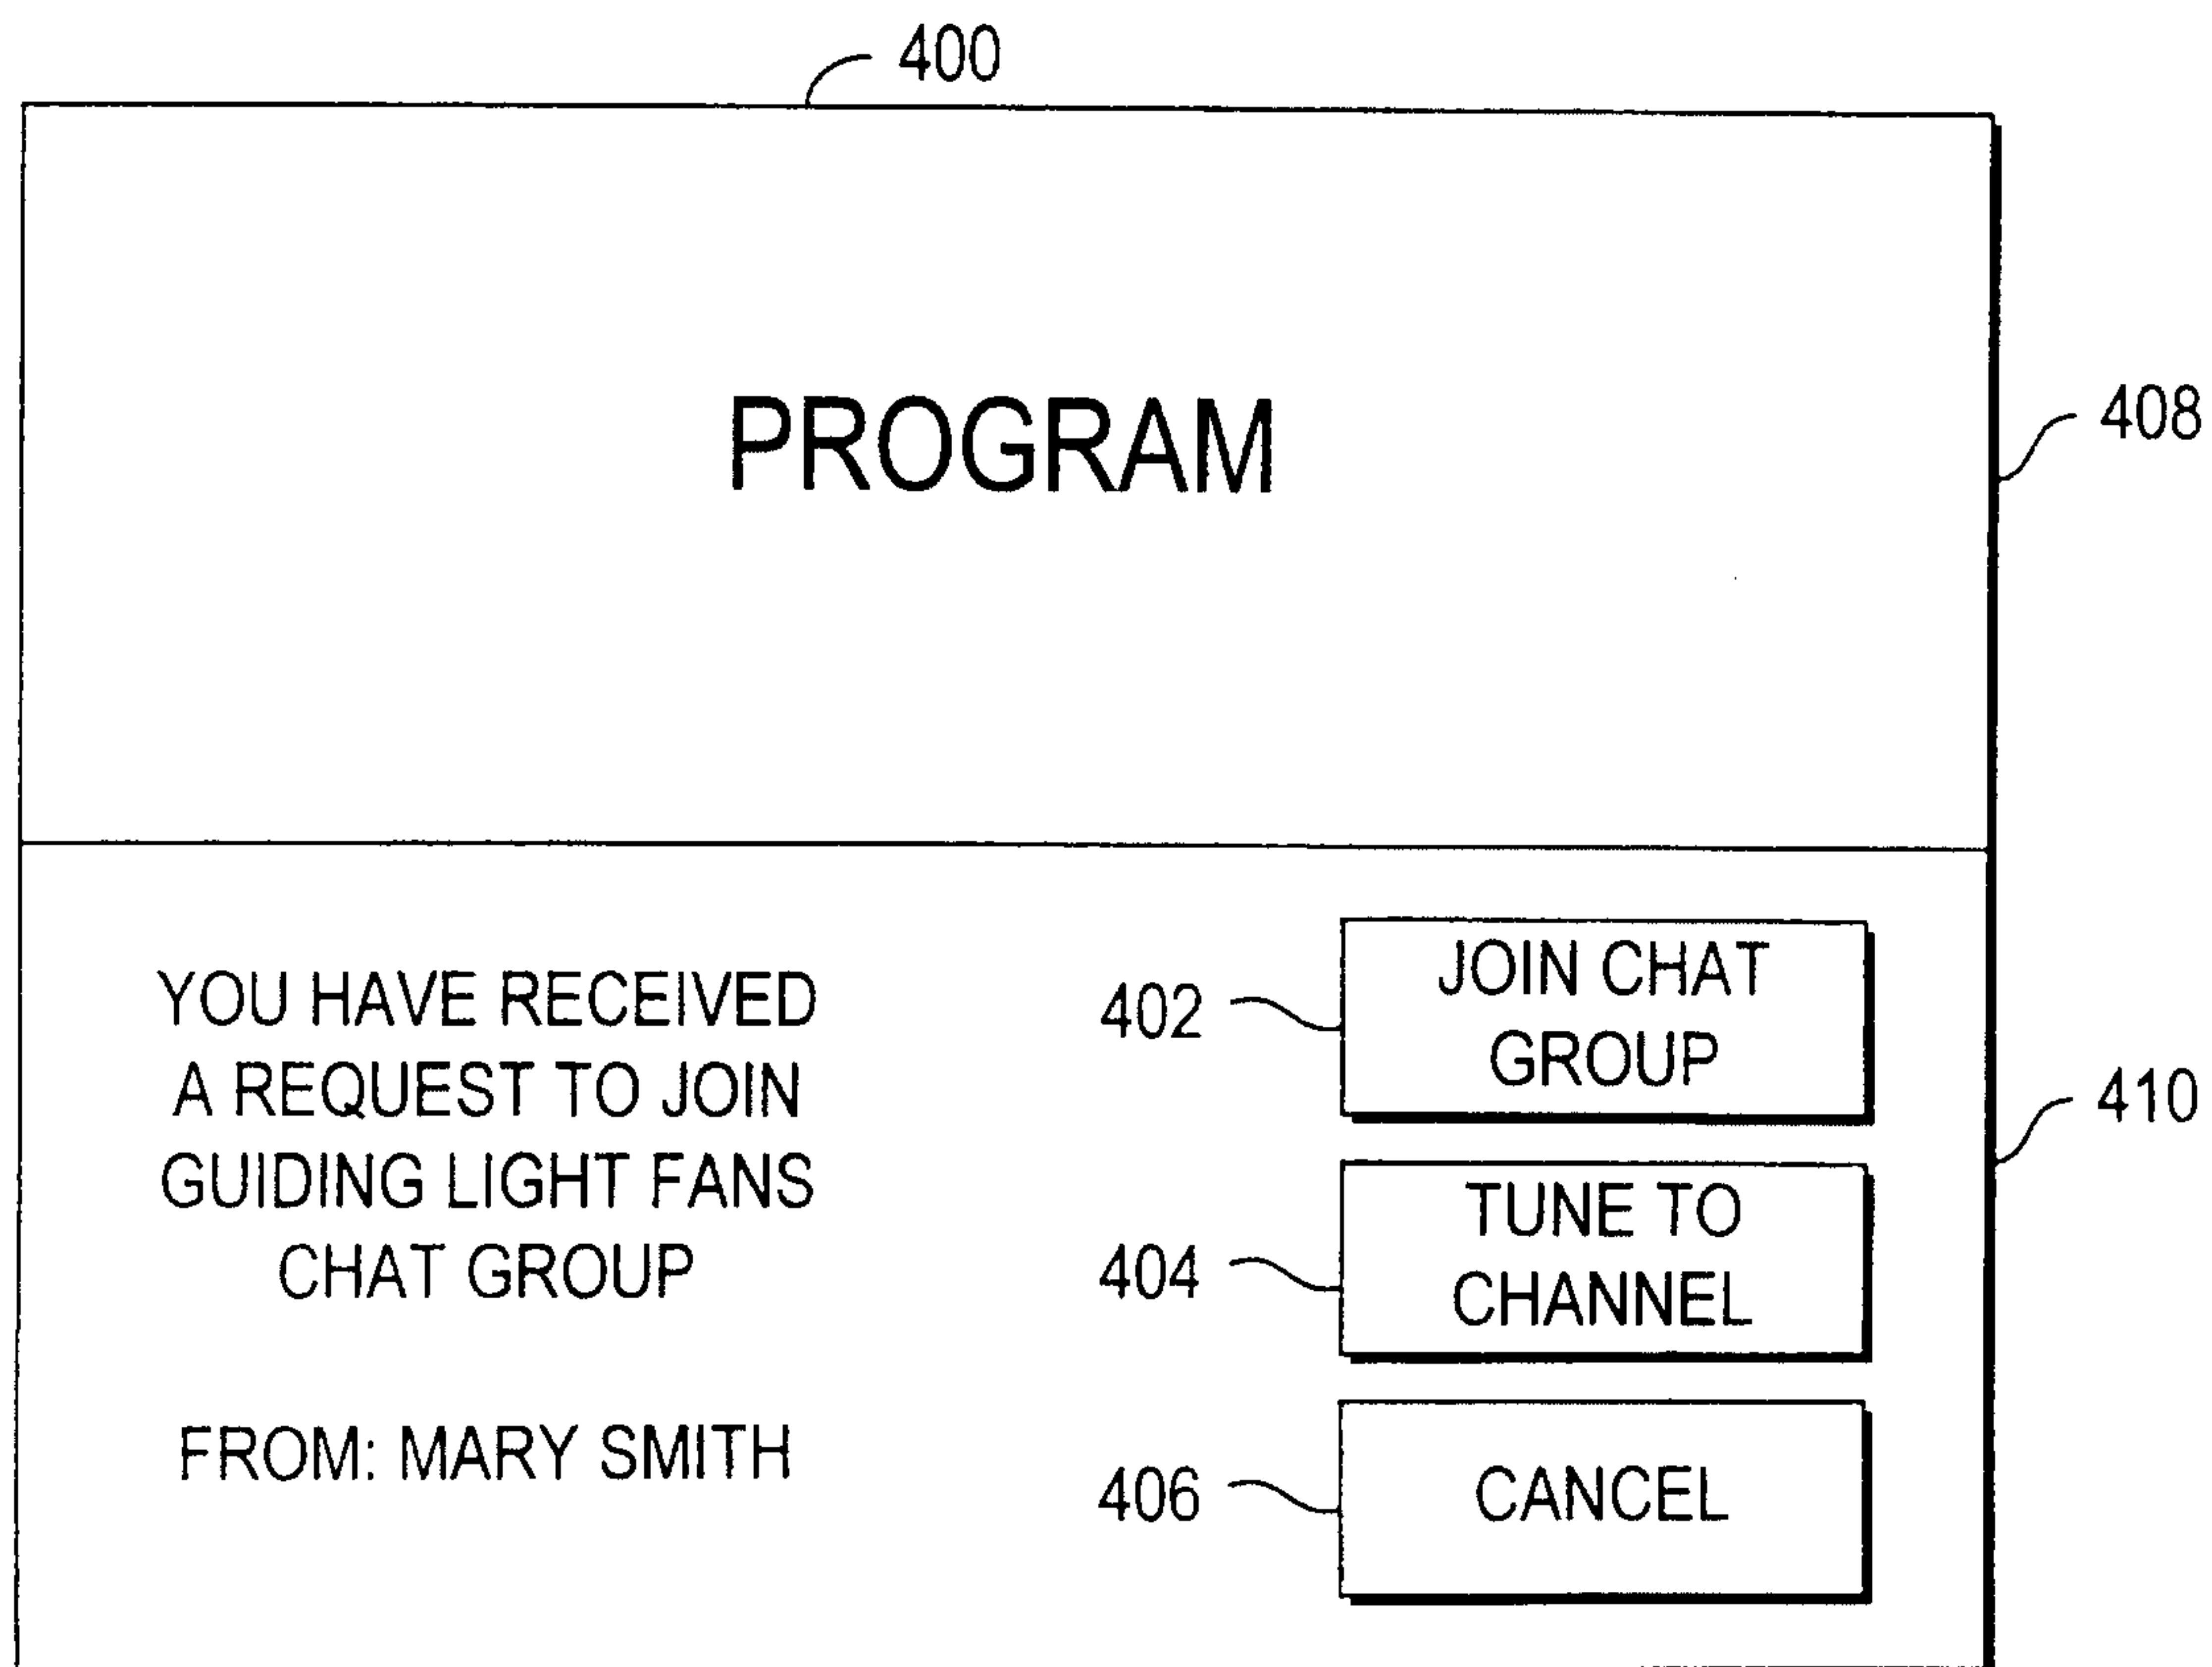 400
PROGRAM
408
YOU HAVE RECEIVED
A REQUEST TO JOIN
GUIDING LIGHT FANS
CHAT GROUP
FROM: MARY SMITH
402
JOIN CHAT
GROUP
410
404
TUNE TO
CHANNEL
406
CANCEL